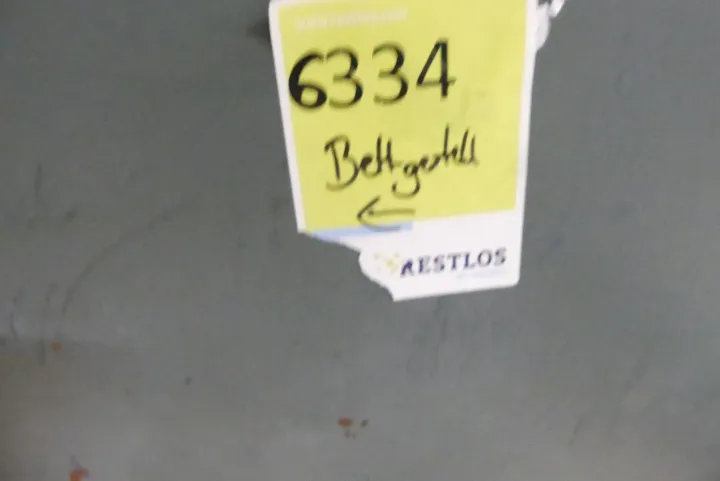 6334
Bettgestell
←
RESTLOS